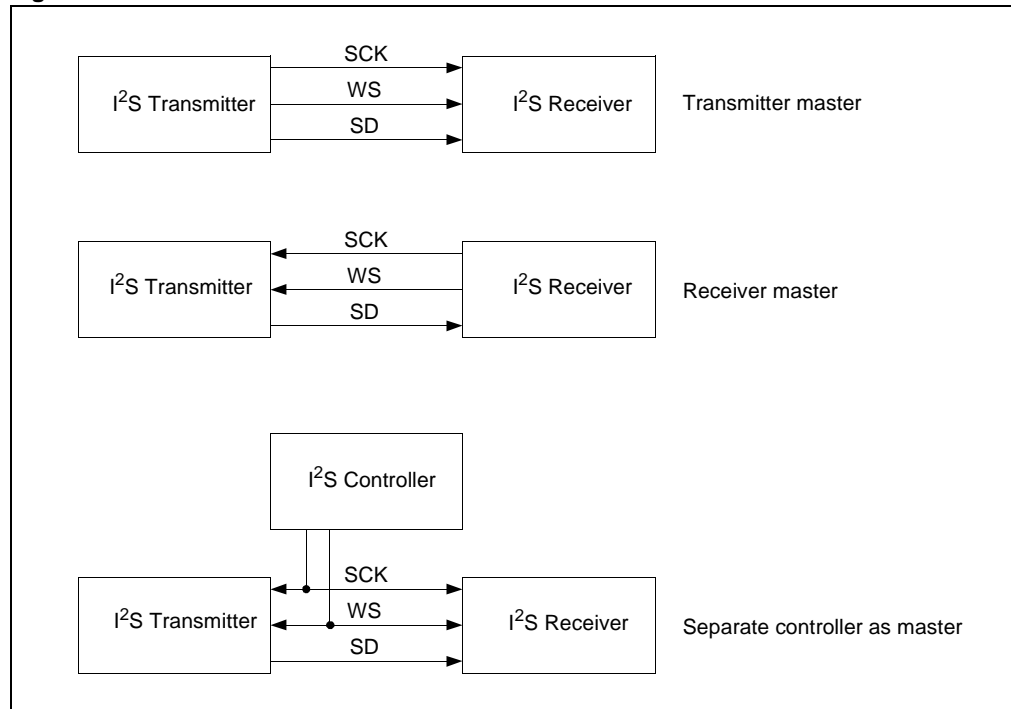 SCK
I²S Transmitter
WS
I²S Receiver
Transmitter master
SD
SCK
I²S Transmitter
WS
I²S Receiver
Receiver master
SD
I²S Controller
SCK
I²S Transmitter
WS
I²S Receiver
Separate controller as master
SD